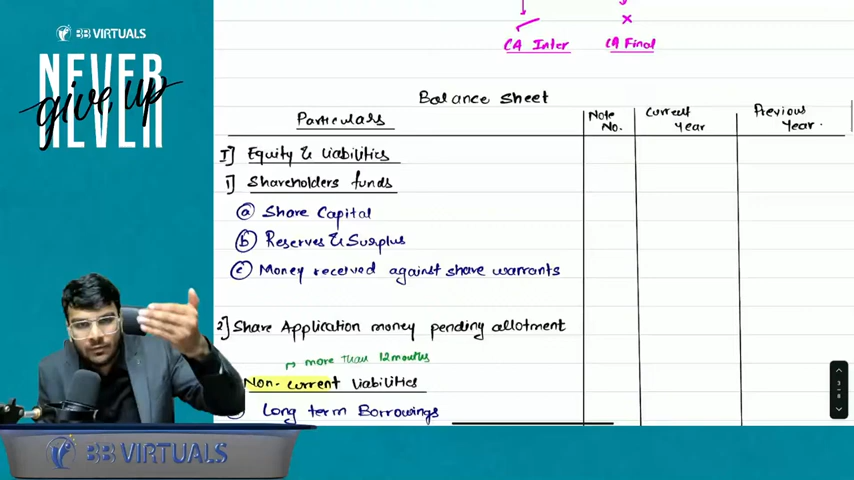 BB VIRTUALS
NEVER
give up
NEVER
CA Inter
CA Final
Balance Sheet
Particulars
Note No.
Current Year
Previous Year.
I] Equity & Liabilities
1] Shareholders funds
a Share Capital
b Reserves & Surplus
c Money received against share warrants
2] Share Application money pending allotment
more than 12 months
Non-current liabilities
Long term Borrowings
BB VIRTUALS